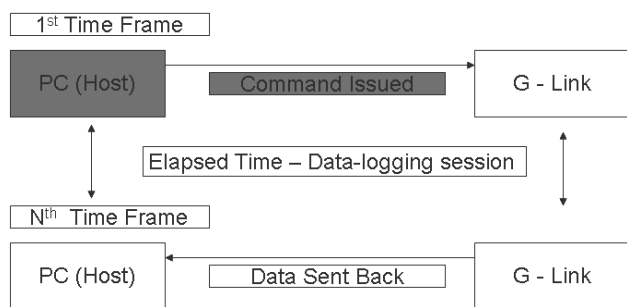 1st Time Frame
PC (Host)
Command Issued
G - Link
Elapsed Time – Data-logging session
Nth Time Frame
PC (Host)
Data Sent Back
G - Link